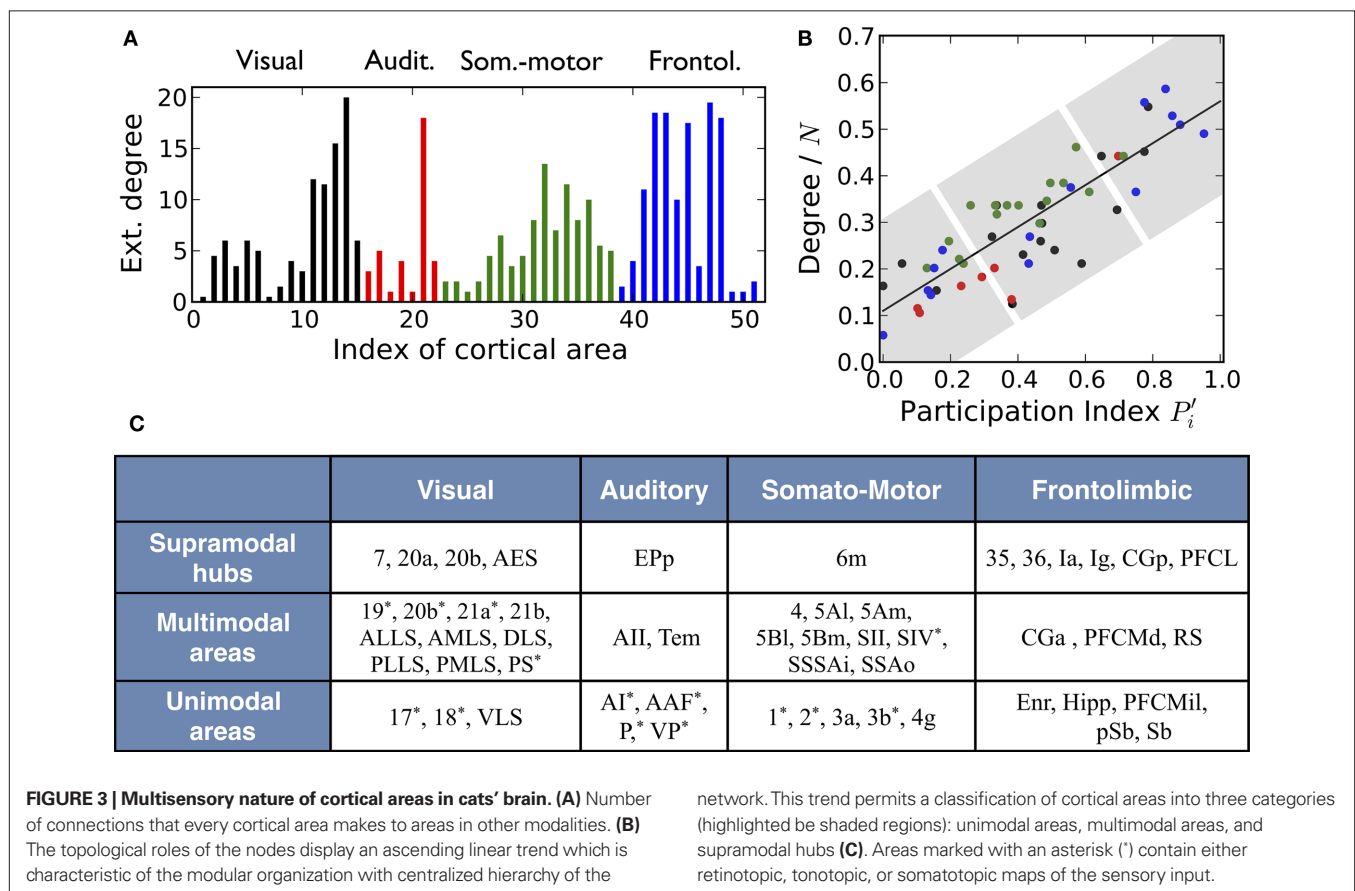 A
Visual Audit. Som.-motor Frontol.
Ext. degree
20
15
10
5
0
0 10 20 30 40 50
Index of cortical area
B
Degree / N
0.7
0.6
0.5
0.4
0.3
0.2
0.1
0.0
0.0 0.2 0.4 0.6 0.8 1.0
Participation Index P′i
C
Visual Auditory Somato-Motor Frontolimbic
Supramodal
hubs
7, 20a, 20b, AES
EPp
6m
35, 36, Ia, Ig, CGp, PFCL
Multimodal
areas
19*, 20b*, 21a*, 21b,
ALLS, AMLS, DLS,
PLLS, PMLS, PS*
AII, Tem
4, 5Al, 5Am,
5Bl, 5Bm, SII, SIV*,
SSSAi, SSAo
CGa , PFCMd, RS
Unimodal
areas
17*, 18*, VLS
AI*, AAF*,
P,* VP*
1*, 2*, 3a, 3b*, 4g
Enr, Hipp, PFCMil,
pSb, Sb
FIGURE 3 | Multisensory nature of cortical areas in cats’ brain. (A) Number
of connections that every cortical area makes to areas in other modalities. (B)
The topological roles of the nodes display an ascending linear trend which is
characteristic of the modular organization with centralized hierarchy of the
network. This trend permits a classification of cortical areas into three categories
(highlighted be shaded regions): unimodal areas, multimodal areas, and
supramodal hubs (C). Areas marked with an asterisk (*) contain either
retinotopic, tonotopic, or somatotopic maps of the sensory input.